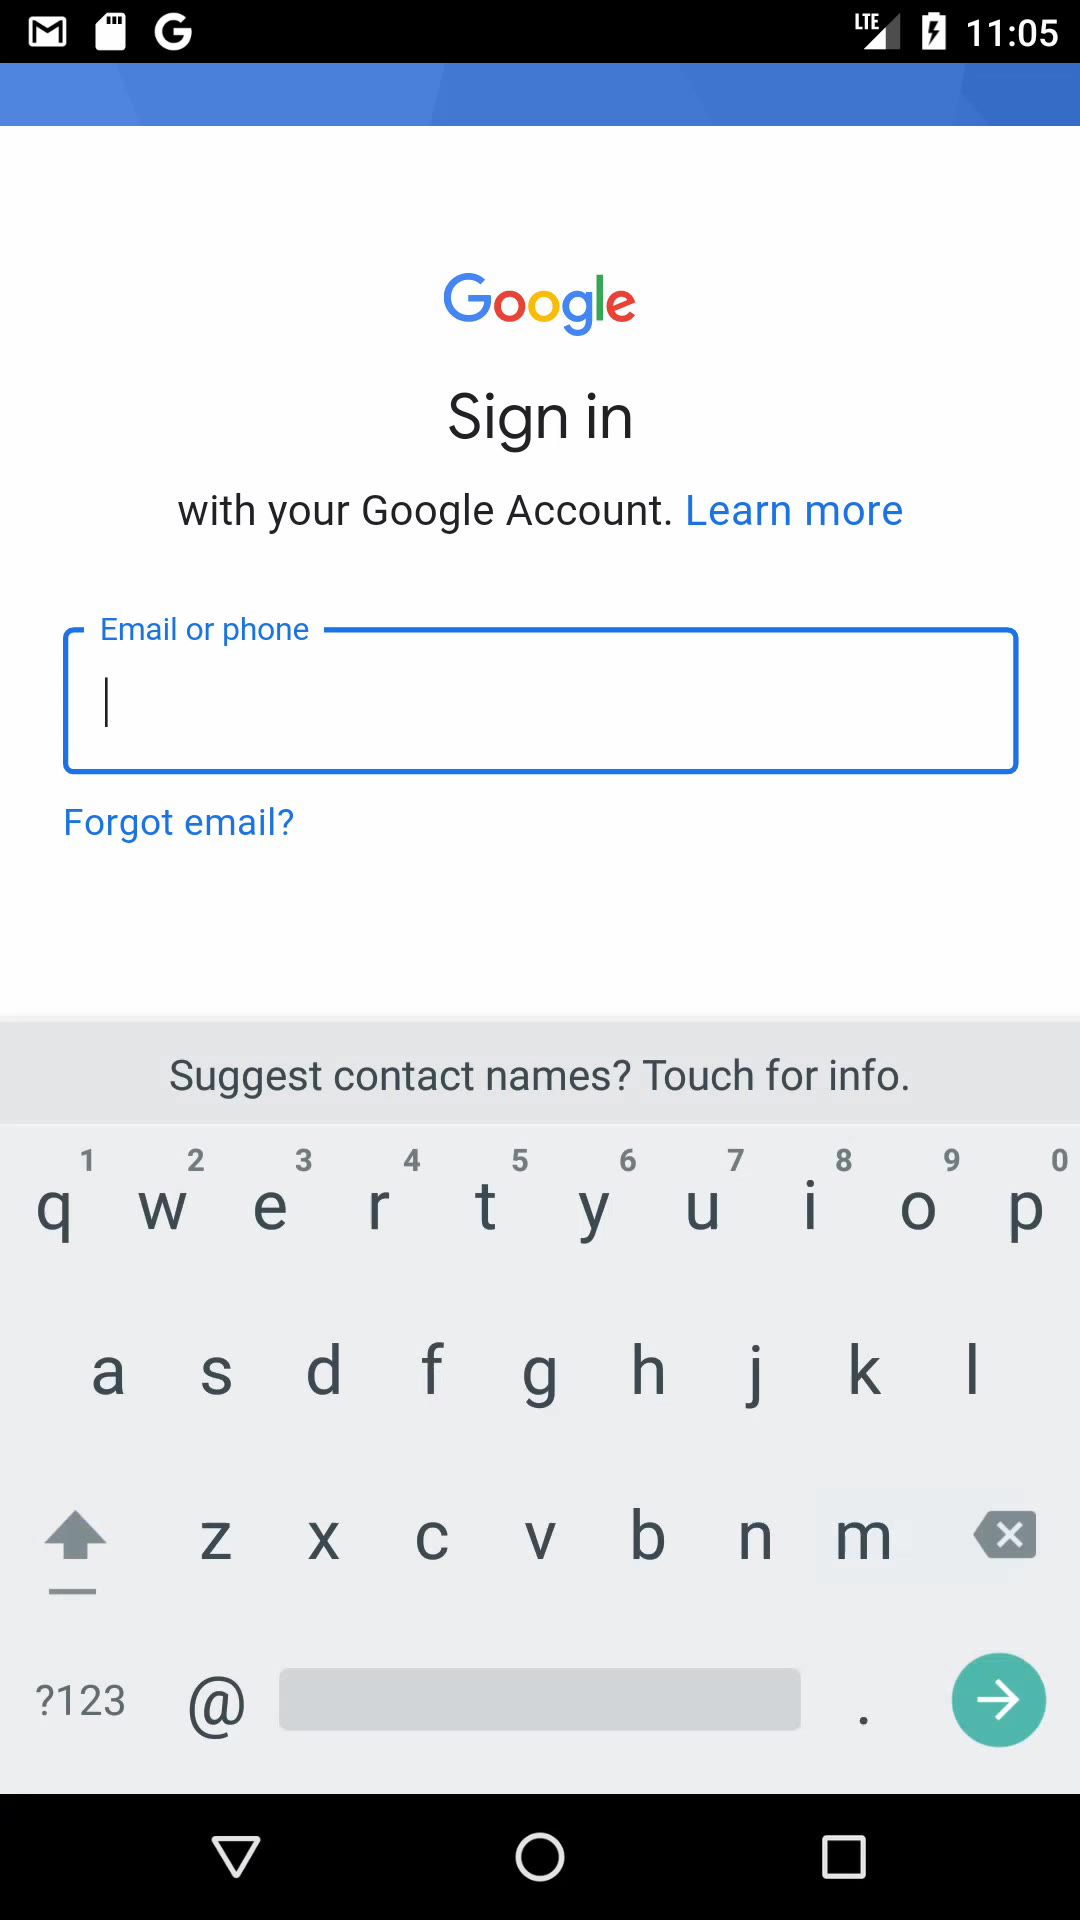 LTE 11:05
Google
Sign in
with your Google Account. Learn more
Email or phone
Forgot email?
Suggest contact names? Touch for info.
1 2 3 4 5 6 7 8 9 0
q w e r t y u i o p
a s d f g h j k l
z x c v b n m
?123 @ .